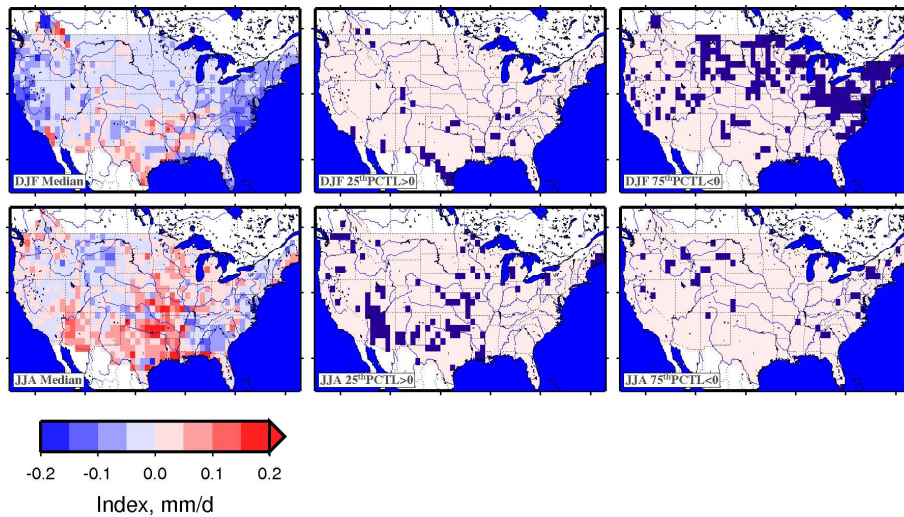 DJF Median
DJF 25thPCTL>0
DJF 75thPCTL<0
JJA Median
JJA 25thPCTL>0
JJA 75thPCTL<0
-0.2 -0.1 0.0 0.1 0.2
Index, mm/d